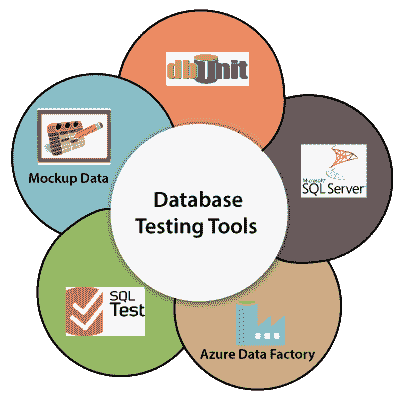 dbUnit
Mockup Data
Microsoft
SQL Server
Database
Testing Tools
SQL
Test
Azure Data Factory